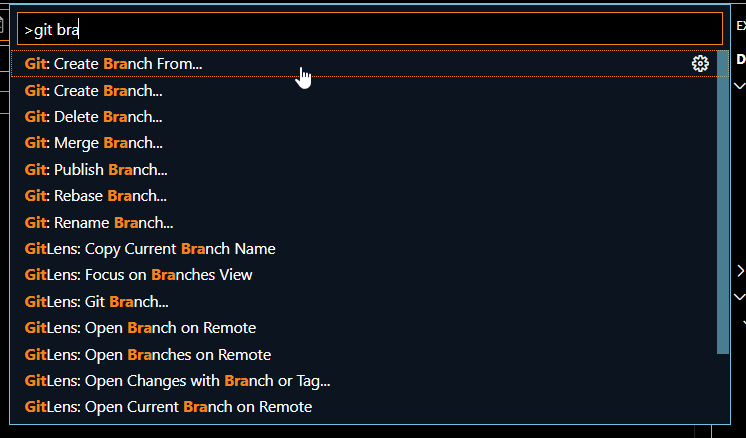 >git bra
Git: Create Branch From...
Git: Create Branch...
Git: Delete Branch...
Git: Merge Branch...
Git: Publish Branch...
Git: Rebase Branch...
Git: Rename Branch...
GitLens: Copy Current Branch Name
GitLens: Focus on Branches View
GitLens: Git Branch...
GitLens: Open Branch on Remote
GitLens: Open Branches on Remote
GitLens: Open Changes with Branch or Tag...
GitLens: Open Current Branch on Remote